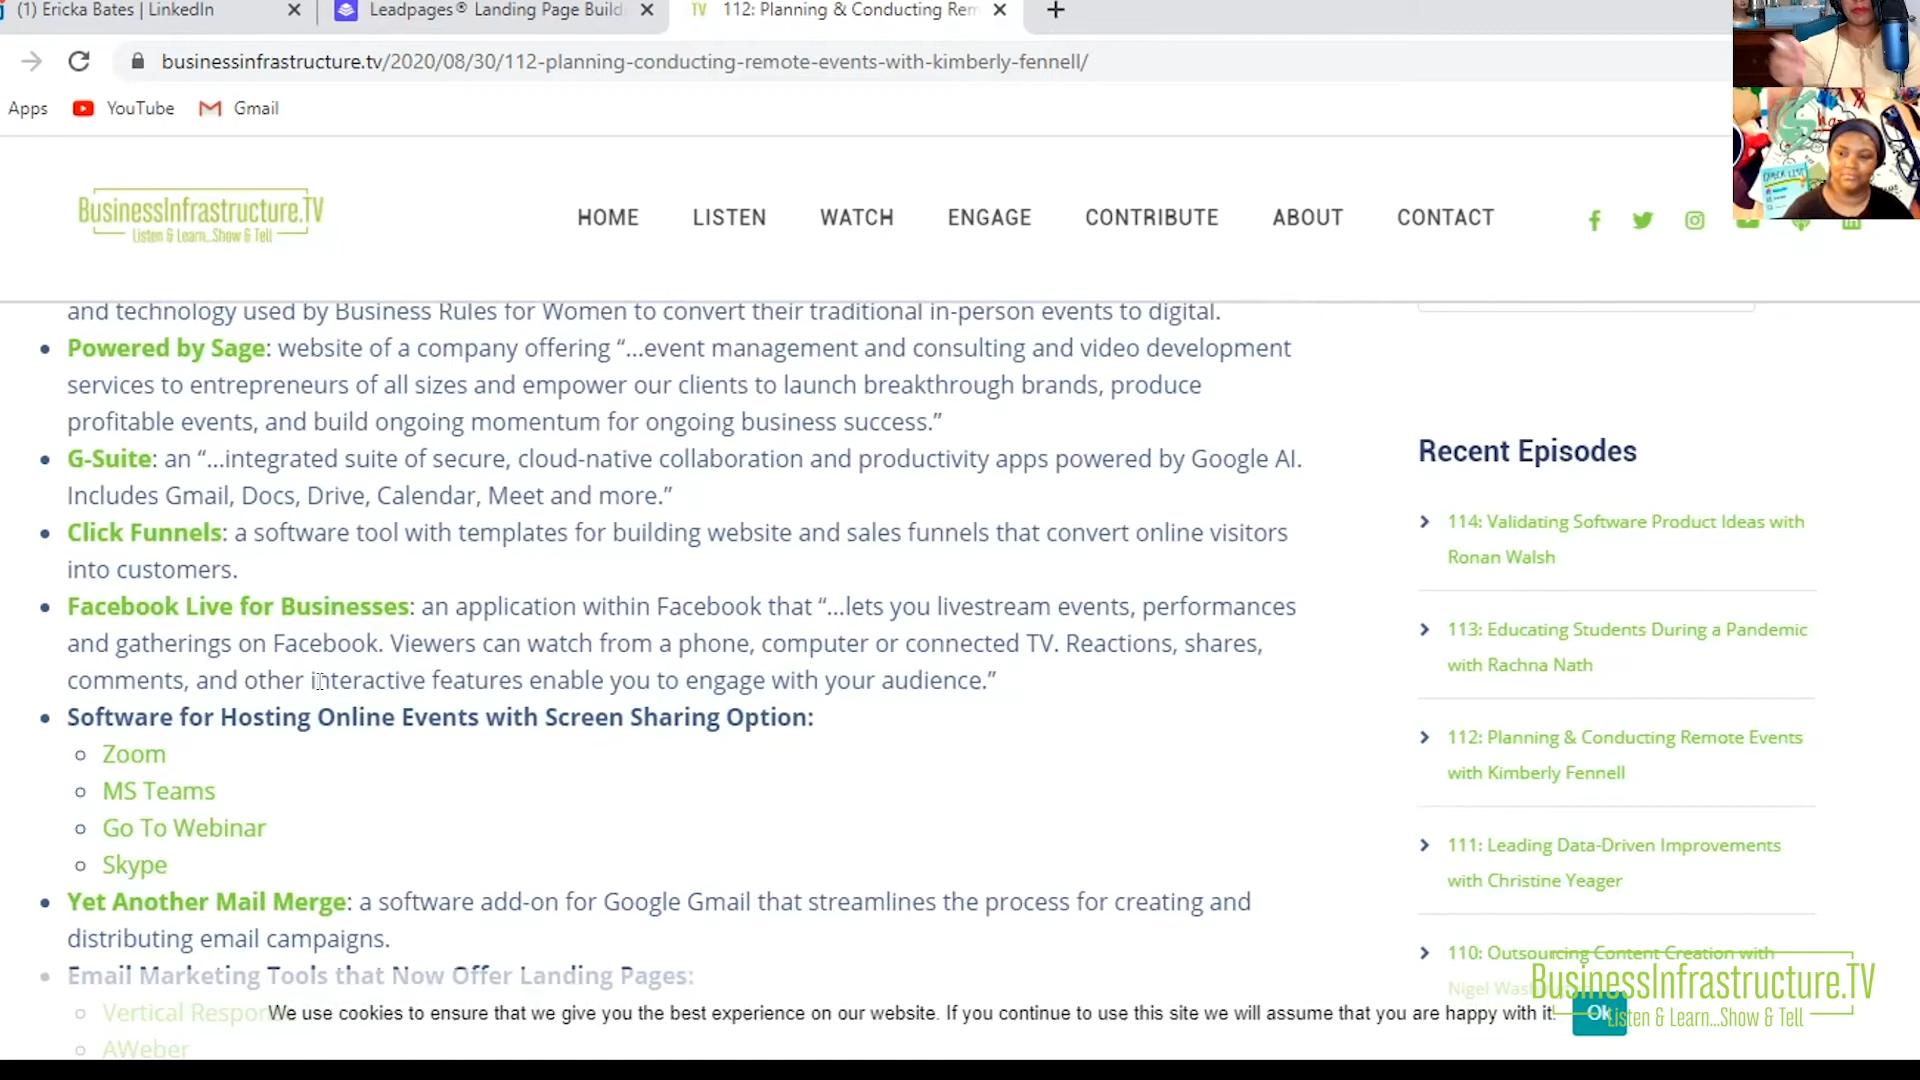 (1) Ericka Bates | LinkedIn
Leadpages® Landing Page Build
TV 112: Planning & Conducting Rem
businessinfrastructure.tv/2020/08/30/112-planning-conducting-remote-events-with-kimberly-fennell/
Apps YouTube Gmail
BUSINESSINFRASTRUCTURE.TV
Listen & Learn...Show & Tell
HOME LISTEN WATCH ENGAGE CONTRIBUTE ABOUT CONTACT
CHECK LIST
and technology used by Business Rules for Women to convert their traditional in-person events to digital.
Powered by Sage: website of a company offering “...event management and consulting and video development
services to entrepreneurs of all sizes and empower our clients to launch breakthrough brands, produce
profitable events, and build ongoing momentum for ongoing business success.”
G-Suite: an “...integrated suite of secure, cloud-native collaboration and productivity apps powered by Google AI.
Includes Gmail, Docs, Drive, Calendar, Meet and more.”
Click Funnels: a software tool with templates for building website and sales funnels that convert online visitors
into customers.
Facebook Live for Businesses: an application within Facebook that “...lets you livestream events, performances
and gatherings on Facebook. Viewers can watch from a phone, computer or connected TV. Reactions, shares,
comments, and other interactive features enable you to engage with your audience.”
Software for Hosting Online Events with Screen Sharing Option:
Zoom
MS Teams
Go To Webinar
Skype
Yet Another Mail Merge: a software add-on for Google Gmail that streamlines the process for creating and
distributing email campaigns.
Email Marketing Tools that Now Offer Landing Pages:
Vertical Respon
AWeber
Recent Episodes
114: Validating Software Product Ideas with
Ronan Walsh
113: Educating Students During a Pandemic
with Rachna Nath
112: Planning & Conducting Remote Events
with Kimberly Fennell
111: Leading Data-Driven Improvements
with Christine Yeager
110: Outsourcing Content Creation with
Nigel Was
We use cookies to ensure that we give you the best experience on our website. If you continue to use this site we will assume that you are happy with it.
Ok
BUSINESSINFRASTRUCTURE.TV
Listen & Learn...Show & Tell